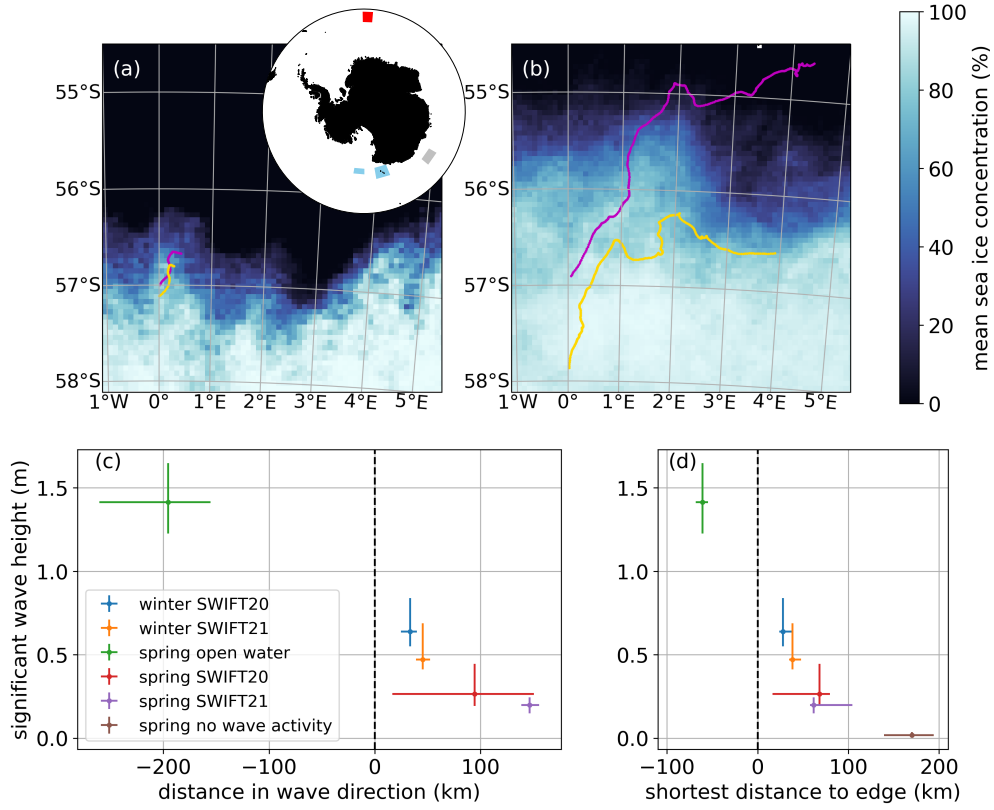 (a)
55°S
56°S
57°S
58°S
1°W
0°
1°E
2°E
3°E
4°E
5°E
(b)
55°S
56°S
57°S
58°S
0°
1°E
2°E
3°E
4°E
5°E
100
80
60
40
20
0
mean sea ice concentration (%)
(c)
1.5
1.0
0.5
0.0
significant wave height (m)
winter SWIFT20
winter SWIFT21
spring open water
spring SWIFT20
spring SWIFT21
spring no wave activity
−200
−100
0
100
distance in wave direction (km)
(d)
1.5
1.0
0.5
0.0
−100
0
100
200
shortest distance to edge (km)